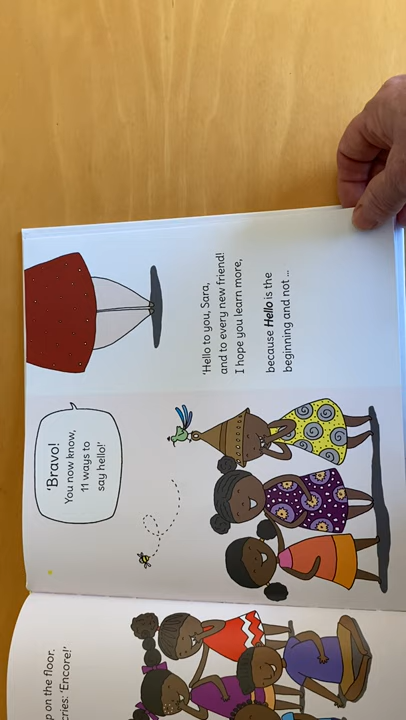 p on the floor.
cries: 'Encore!'
'Bravo!
You now know,
11 ways to
say hello!'
'Hello to you, Sara,
and to every new friend!
I hope you learn more,
because Hello is the
beginning and not ...